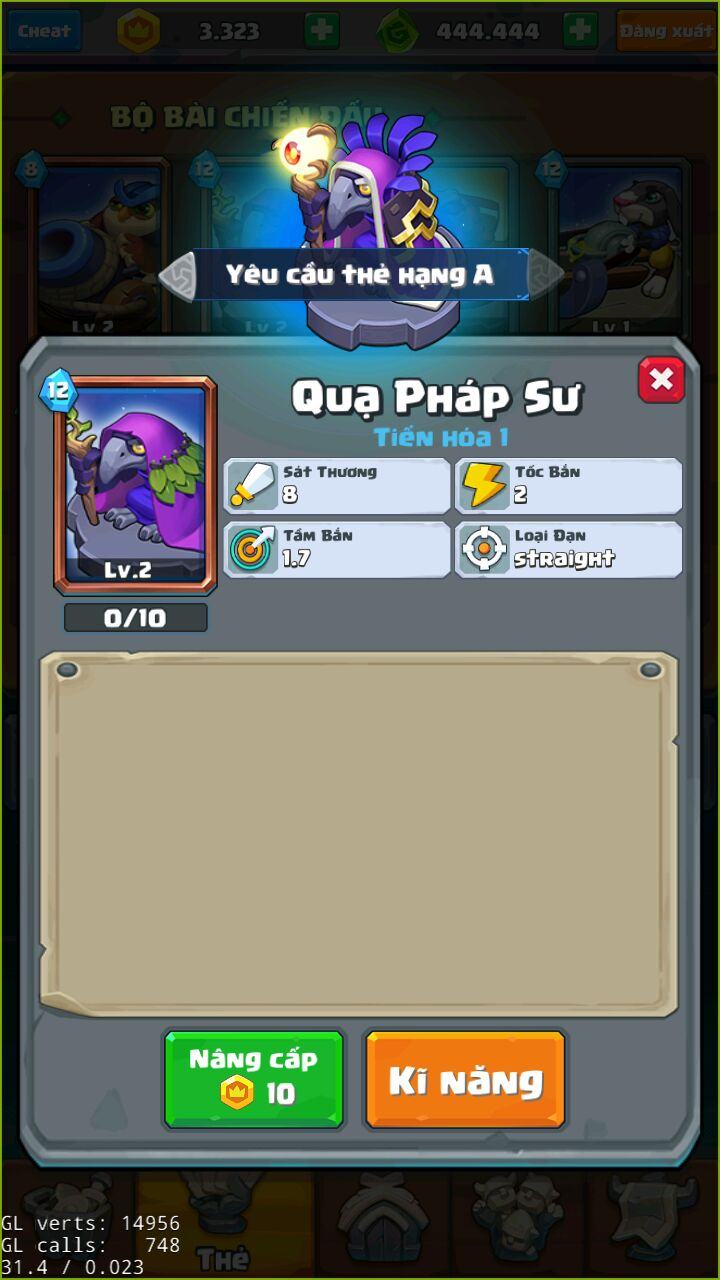 Cheat
3.323
444.444
Đăng xuất
BỘ BÀI CHIẾN ĐẤU
8
12
12
Yêu cầu thẻ hạng A
Lv 2
Lv 2
Lv 1
12
Quạ Pháp Sư
Tiến Hóa 1
Sát Thương
8
Tốc Bắn
2
Tầm Bắn
1.7
Loại Đạn
straight
Lv.2
0/10
Nâng cấp
10
Kĩ năng
Thẻ
GL verts: 14956
GL calls: 748
31.4 / 0.023